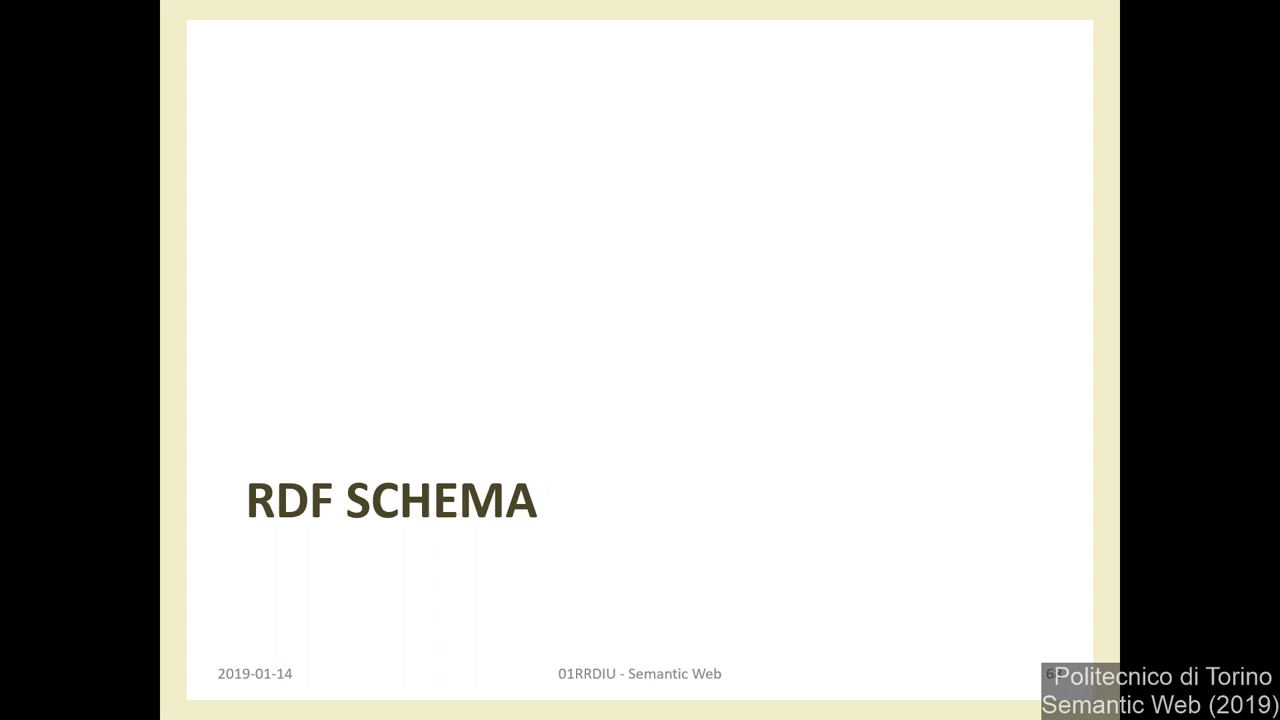 RDF SCHEMA
2019-01-14
01RRDIU - Semantic Web
Politecnico di Torino
Semantic Web (2019)